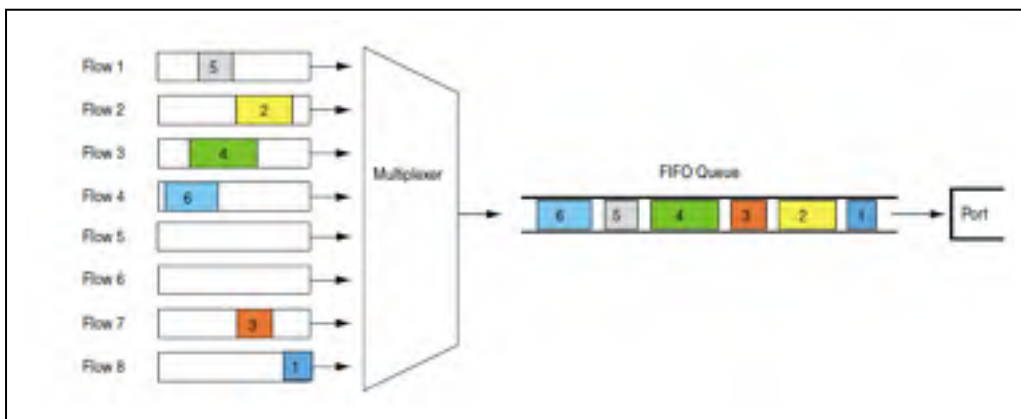 Flow 1
5
Flow 2
2
Flow 3
4
Flow 4
6
Flow 5
Flow 6
Flow 7
3
Flow 8
1
Multiplexer
FIFO Queue
6 5 4 3 2 1
Port